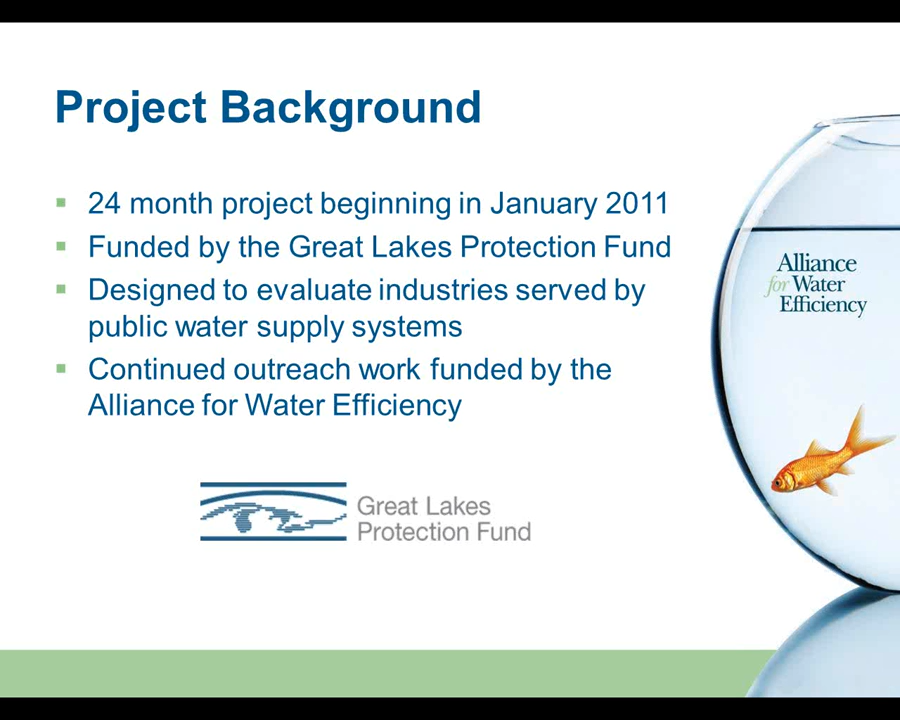 Project Background
24 month project beginning in January 2011
Funded by the Great Lakes Protection Fund
Designed to evaluate industries served by
public water supply systems
Continued outreach work funded by the
Alliance for Water Efficiency
Alliance
for Water
Efficiency
Great Lakes
Protection Fund